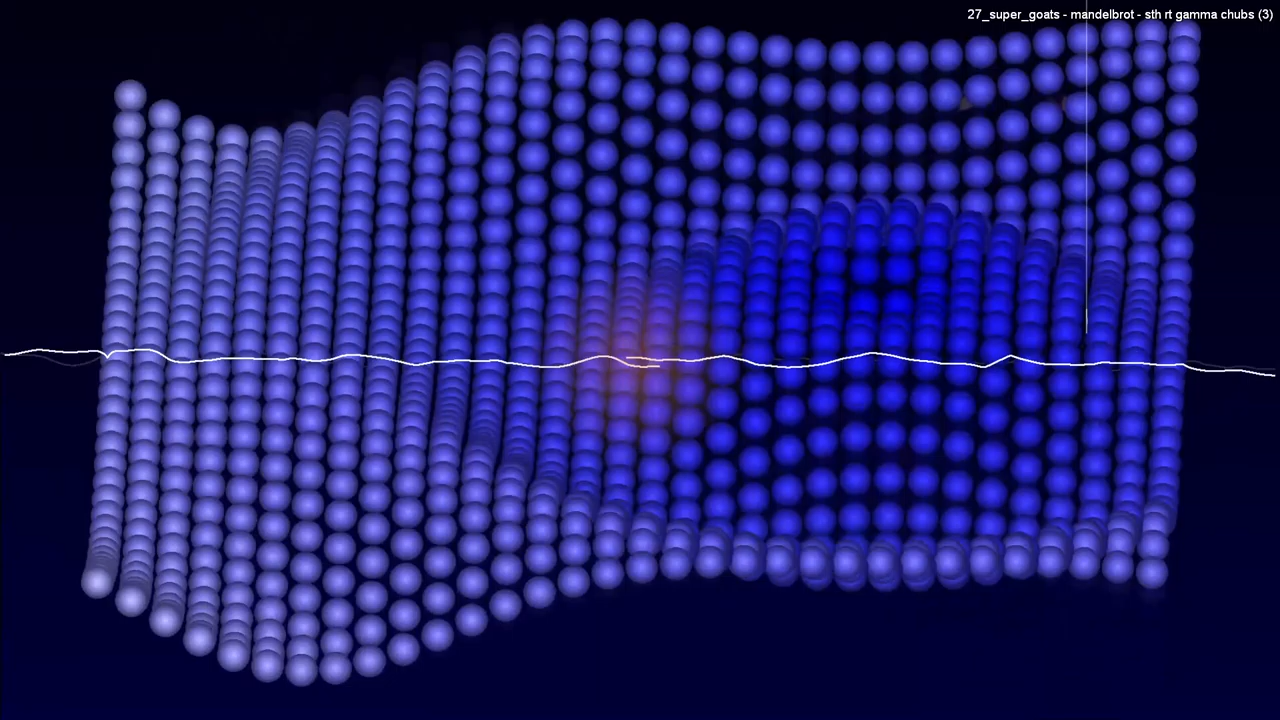 27_super_goats - mandelbrot - sth rt gamma chubs (3)